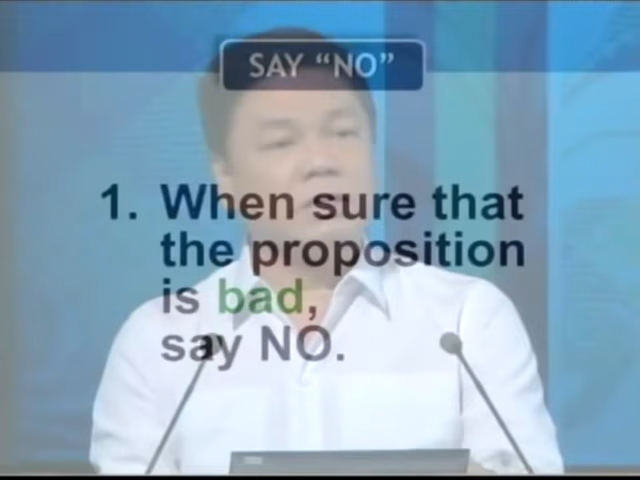 SAY “NO”
1. When sure that
the proposition
is bad,
say NO.